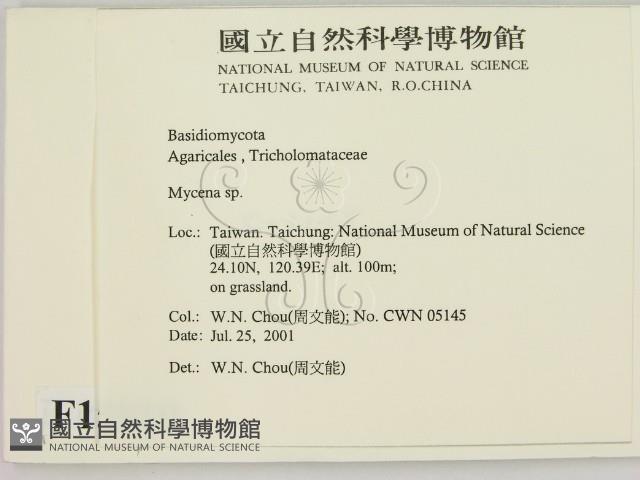 國立自然科學博物館
NATIONAL MUSEUM OF NATURAL SCIENCE
TAICHUNG, TAIWAN, R.O.CHINA
Basidiomycota
Agaricales , Tricholomataceae
Mycena sp.
Loc.: Taiwan. Taichung: National Museum of Natural Science
(國立自然科學博物館)
24.10N, 120.39E; alt. 100m;
on grassland.
Col.: W.N. Chou(周文能); No. CWN 05145
Date: Jul. 25, 2001
Det.: W.N. Chou(周文能)
F14
國立自然科學博物館
NATIONAL MUSEUM OF NATURAL SCIENCE